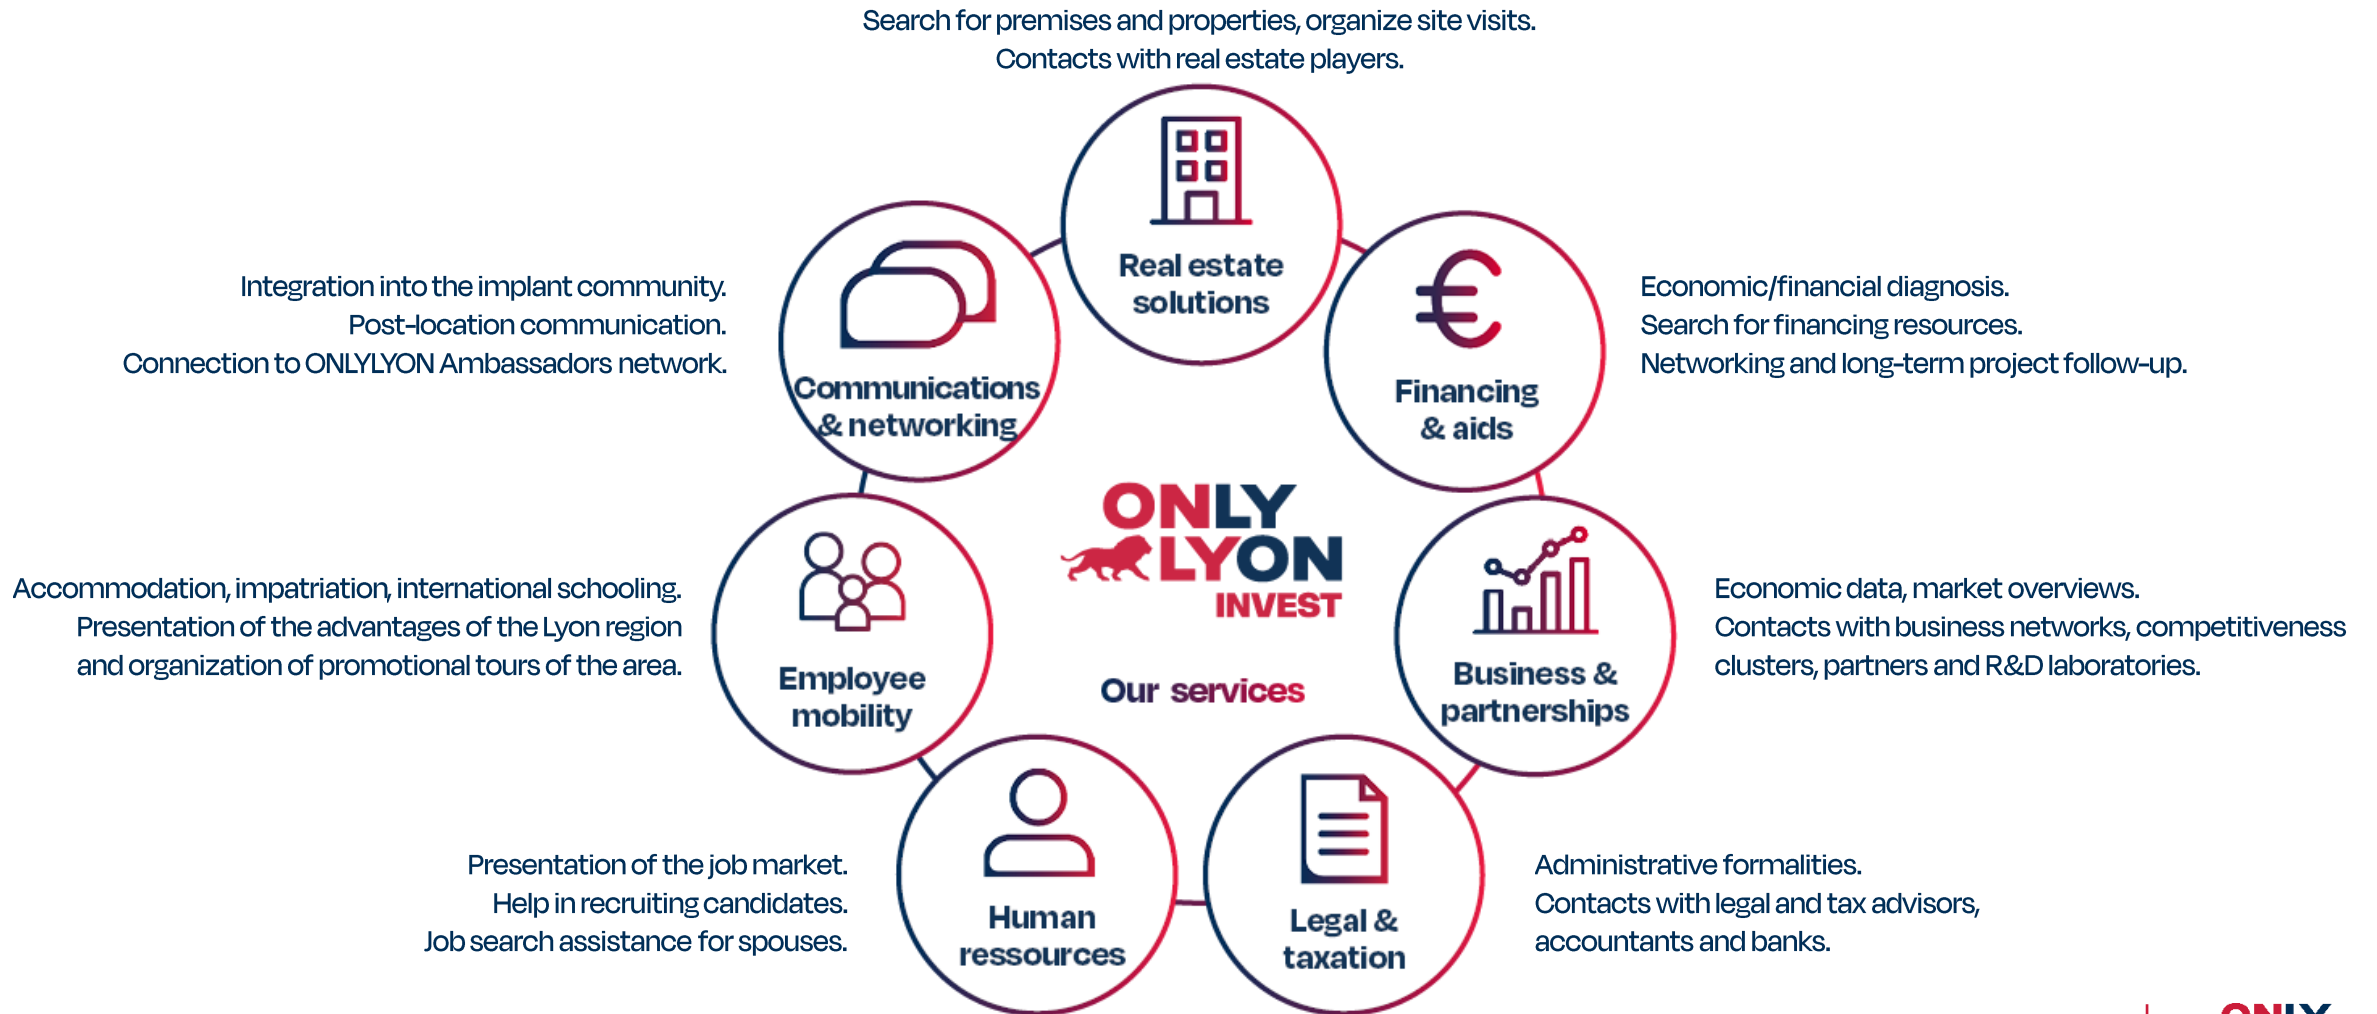 Search for premises and properties, organize site visits.
Contacts with real estate players.
Real estate
solutions
Financing
& aids
Economic/financial diagnosis.
Search for financing resources.
Networking and long-term project follow-up.
Business &
partnerships
Economic data, market overviews.
Contacts with business networks, competitiveness
clusters, partners and R&D laboratories.
Legal &
taxation
Administrative formalities.
Contacts with legal and tax advisors,
accountants and banks.
Human
ressources
Presentation of the job market.
Help in recruiting candidates.
Job search assistance for spouses.
Employee
mobility
Accommodation, impatriation, international schooling.
Presentation of the advantages of the Lyon region
and organization of promotional tours of the area.
Communications
& networking
Integration into the implant community.
Post-location communication.
Connection to ONLYLYON Ambassadors network.
ONLY
LYON
INVEST
Our services
ONLY